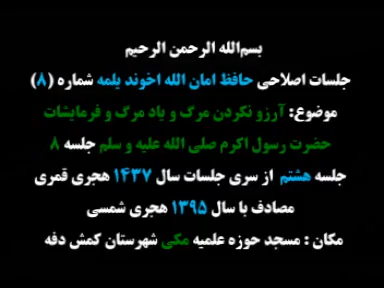 بسم‌الله الرحمن الرحیم
جلسات اصلاحی حافظ امان الله اخوند یلمه شماره (۸)
موضوع: آرزو نکردن مرگ و یاد مرگ و فرمایشات
حضرت رسول اکرم صلی الله علیه و سلم جلسه ۸
جلسه هشتم از سری جلسات سال ۱۴۳۷ هجری قمری
مصادف با سال ۱۳۹۵ هجری شمسی
مکان : مسجد حوزه علمیه مکی شهرستان کمش دفه